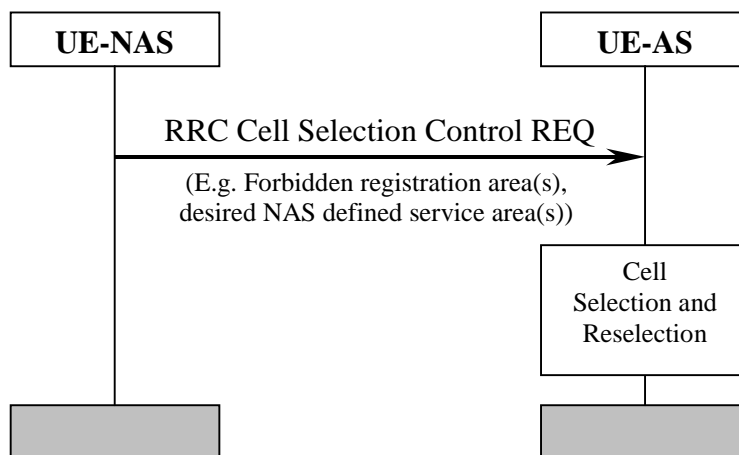 UE-NAS
UE-AS
RRC Cell Selection Control REQ
(E.g. Forbidden registration area(s),
desired NAS defined service area(s))
Cell
Selection and
Reselection